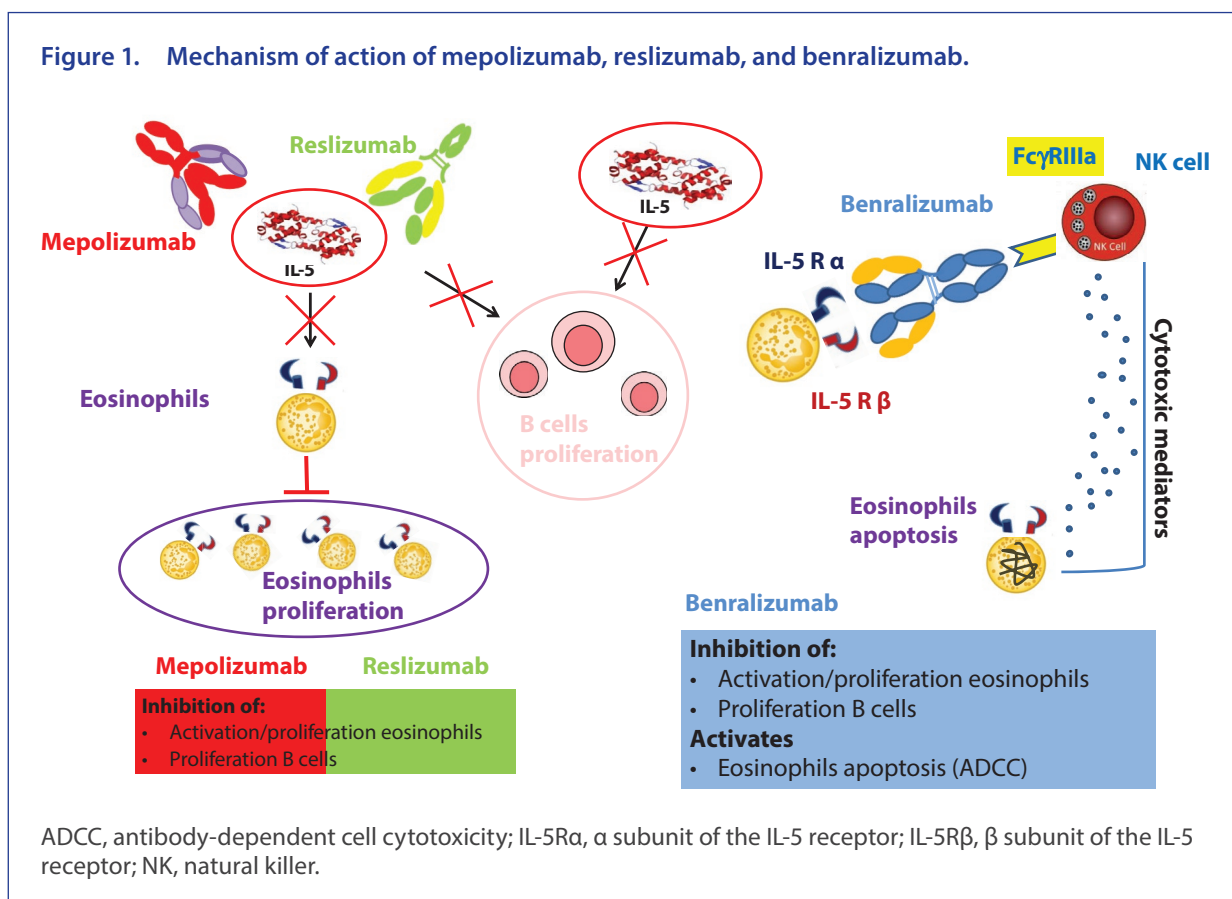 Figure 1. Mechanism of action of mepolizumab, reslizumab, and benralizumab.
Mepolizumab
Reslizumab
IL-5
IL-5
Eosinophils
Eosinophils
proliferation
B cells
proliferation
Benralizumab
FcγRIIIa
NK cell
NK Cell
IL-5 R α
IL-5 R β
Cytotoxic mediators
Eosinophils
apoptosis
Mepolizumab Reslizumab
Inhibition of:
• Activation/proliferation eosinophils
• Proliferation B cells
Benralizumab
Inhibition of:
• Activation/proliferation eosinophils
• Proliferation B cells
Activates
• Eosinophils apoptosis (ADCC)
ADCC, antibody-dependent cell cytotoxicity; IL-5Rα, α subunit of the IL-5 receptor; IL-5Rβ, β subunit of the IL-5
receptor; NK, natural killer.